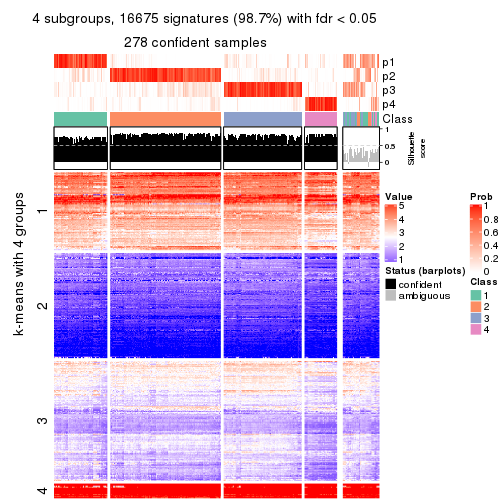 4 subgroups, 16675 signatures (98.7%) with fdr < 0.05
278 confident samples
p1
p2
p3
p4
Class
1
0.5
0
Silhouette
score
k-means with 4 groups
1
2
3
4
Value
5
4
3
2
1
Status (barplots)
confident
ambiguous
Prob
1
0.8
0.6
0.4
0.2
0
Class
1
2
3
4